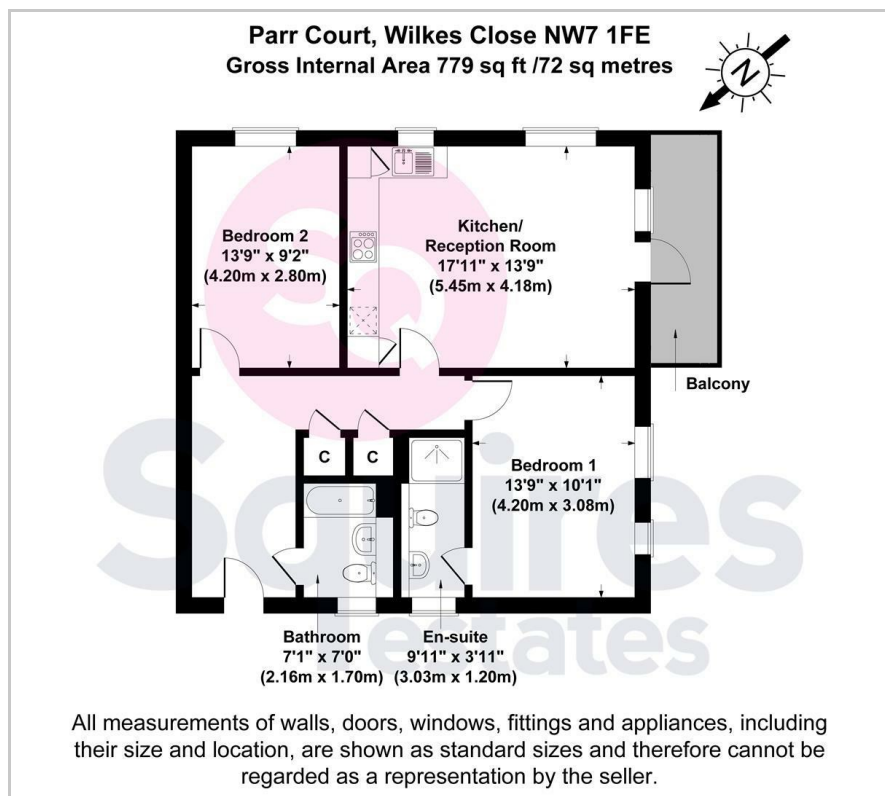 Parr Court, Wilkes Close NW7 1FE
Gross Internal Area 779 sq ft /72 sq metres
N
Bedroom 2
13'9" x 9'2"
(4.20m x 2.80m)
Kitchen/
Reception Room
17'11" x 13'9"
(5.45m x 4.18m)
Balcony
C
C
Bedroom 1
13'9" x 10'1"
(4.20m x 3.08m)
Bathroom
7'1" x 7'0"
(2.16m x 1.70m)
En-suite
9'11" x 3'11"
(3.03m x 1.20m)
SQ
Squires
estates
All measurements of walls, doors, windows, fittings and appliances, including
their size and location, are shown as standard sizes and therefore cannot be
regarded as a representation by the seller.